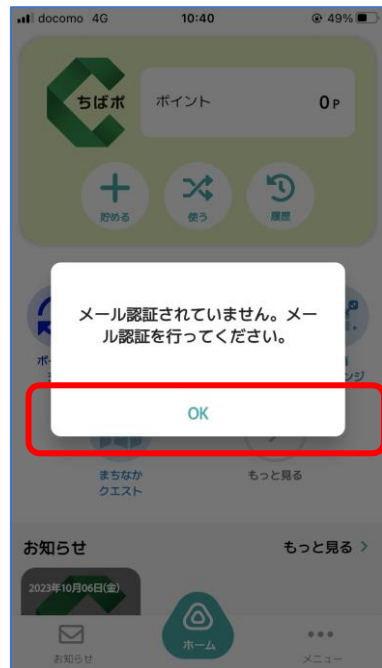 docomo 4G 10:40 49%
ちばポ ポイント 0 P
貯める 使う 履歴
メール認証されていません。メー
ル認証を行ってください。
OK
まちなか もっと見る
クエスト
お知らせ もっと見る >
2023年10月06日(金)
お知らせ ホーム メニュー